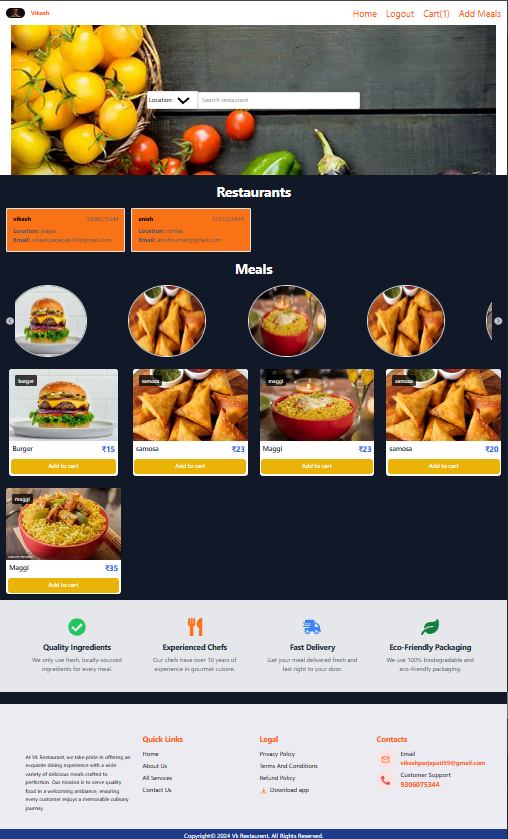 Vikash
Home Logout Cart(1) Add Meals
Location Search restaurant
Restaurants
vikash 9306075344
Location: jhajjar
Email: vikashparjapati59@gmail.com
anish 1231223434
Location: rohtak
Email: anishkumar@gmail.com
Meals
burger
Burger ₹15
Add to cart
samosa
samosa ₹23
Add to cart
maggi
Maggi ₹23
Add to cart
samosa
samosa ₹20
Add to cart
maggi
Maggi ₹35
Add to cart
Quality Ingredients
We only use fresh, locally-sourced
ingredients for every meal.
Experienced Chefs
Our chefs have over 10 years of
experience in gourmet cuisine.
Fast Delivery
Get your meal delivered fresh and
fast right to your door.
Eco-Friendly Packaging
We use 100% biodegradable and
eco-friendly packaging.
At Vk Restaurant, we take pride in offering an
exquisite dining experience with a wide
variety of delicious meals crafted to
perfection. Our mission is to serve quality
food in a welcoming ambiance, ensuring
every customer enjoys a memorable culinary
journey.
Quick Links
Home
About Us
All Services
Contact Us
Legal
Privacy Policy
Terms And Conditions
Refund Policy
Download app
Contacts
Email
vikashparjapati59@gmail.com
Customer Support
9306075344
Copyright© 2024 Vk Restaurent. All Rights Reserved.